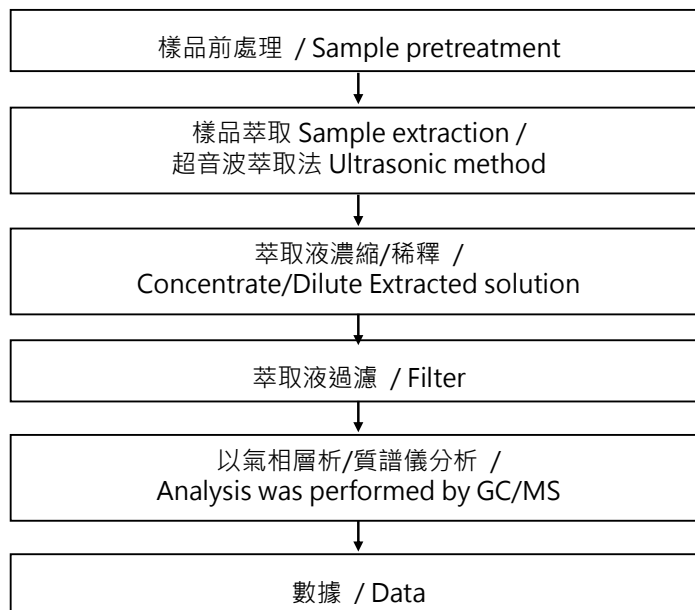 樣品前處理 / Sample pretreatment
樣品萃取 Sample extraction /
超音波萃取法 Ultrasonic method
萃取液濃縮/稀釋 /
Concentrate/Dilute Extracted solution
萃取液過濾 / Filter
以氣相層析/質譜儀分析 /
Analysis was performed by GC/MS
數據 / Data